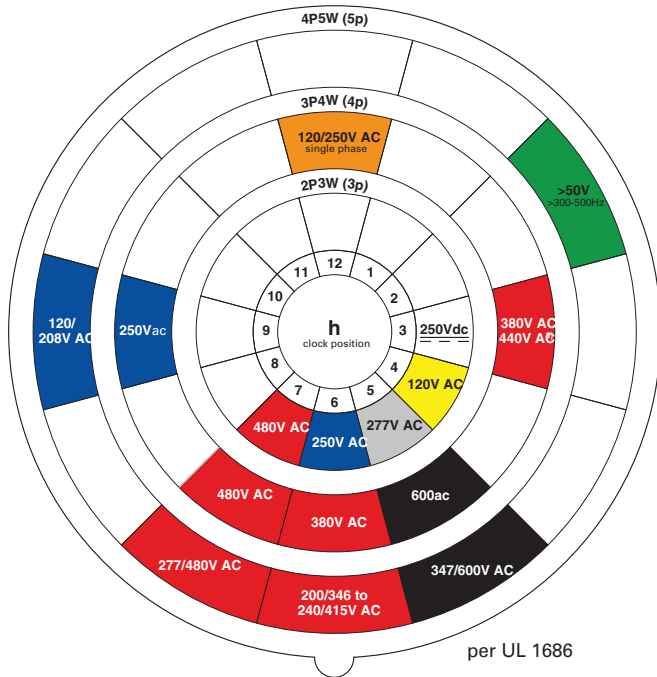 4P5W (5p)
3P4W (4p)
120/250V AC
single phase
2P3W (3p)
>50V
>300-500Hz
12
11
1
10
2
9
3
8
4
7
5
6
h
clock position
120/
208V AC
250Vac
250Vdc
380V AC
440V AC
120V AC
277V AC
250V AC
480V AC
480V AC
380V AC
600ac
277/480V AC
200/346 to
240/415V AC
347/600V AC
per UL 1686